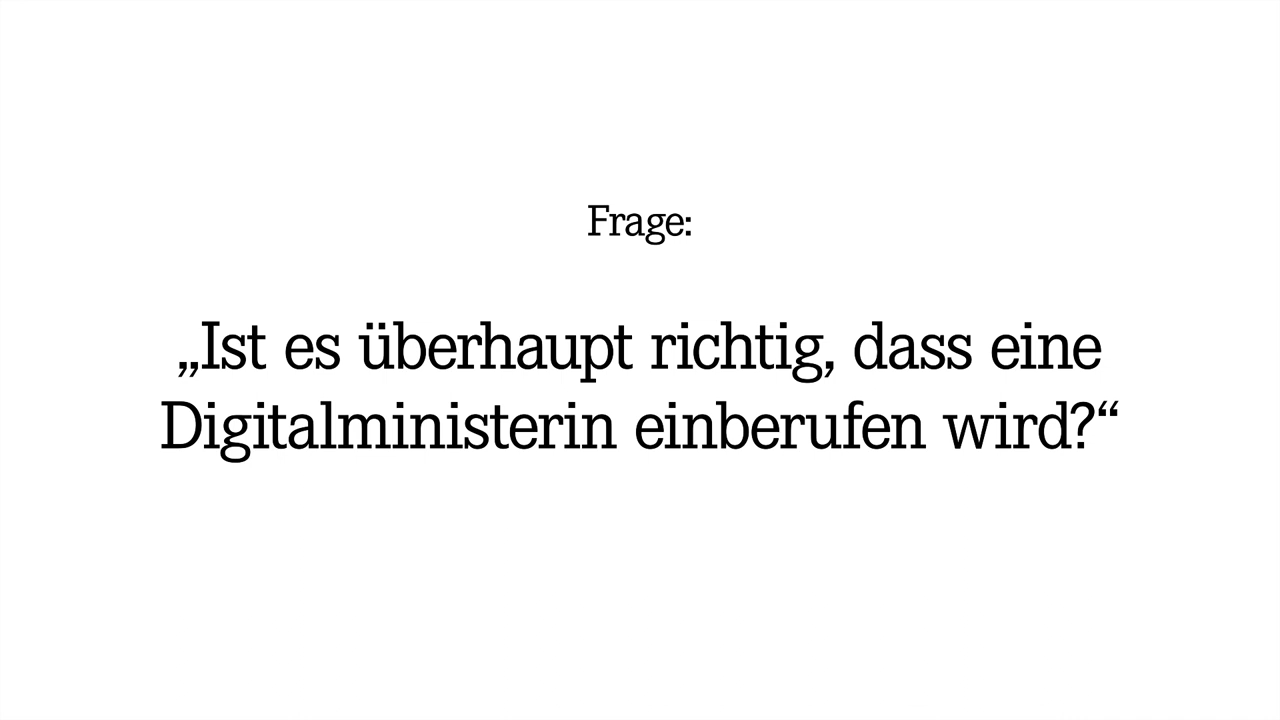 Frage:
„Ist es überhaupt richtig, dass eine
Digitalministerin einberufen wird?“